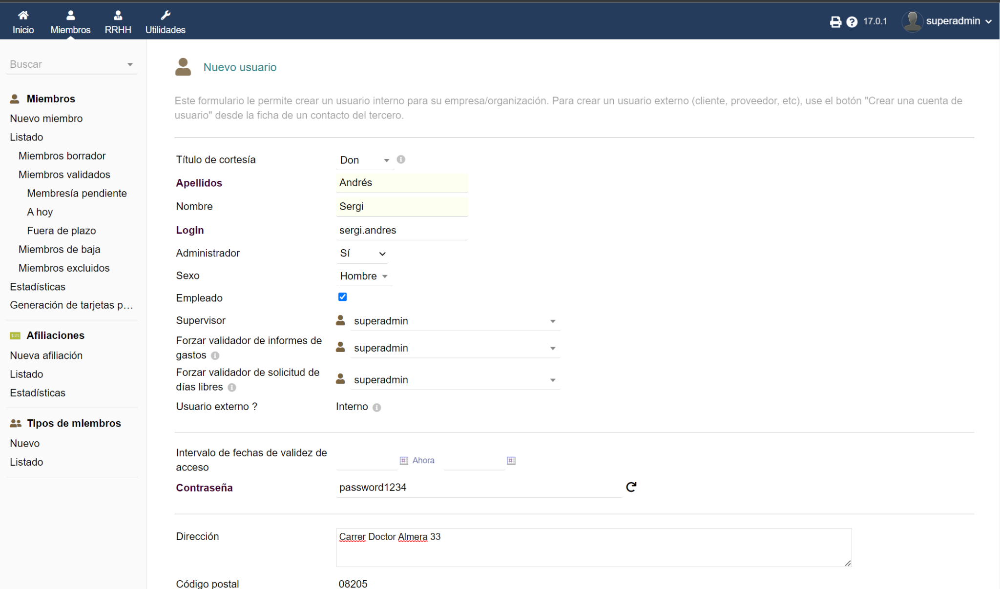 Inicio
Miembros
RRHH
Utilidades
17.0.1
superadmin
Buscar
Miembros
Nuevo miembro
Listado
Miembros borrador
Miembros validados
Membresía pendiente
A hoy
Fuera de plazo
Miembros de baja
Miembros excluidos
Estadísticas
Generación de tarjetas p...
Afiliaciones
Nueva afiliación
Listado
Estadísticas
Tipos de miembros
Nuevo
Listado
Nuevo usuario
Este formulario le permite crear un usuario interno para su empresa/organización. Para crear un usuario externo (cliente, proveedor, etc), use el botón "Crear una cuenta de
usuario" desde la ficha de un contacto del tercero.
Título de cortesía Don
Apellidos Andrés
Nombre Sergi
Login sergi.andres
Administrador Sí
Sexo Hombre
Empleado
Supervisor superadmin
Forzar validador de informes de
gastos superadmin
Forzar validador de solicitud de
días libres superadmin
Usuario externo ? Interno
Intervalo de fechas de validez de
acceso Ahora
Contraseña password1234
Dirección Carrer Doctor Almera 33
Código postal 08205